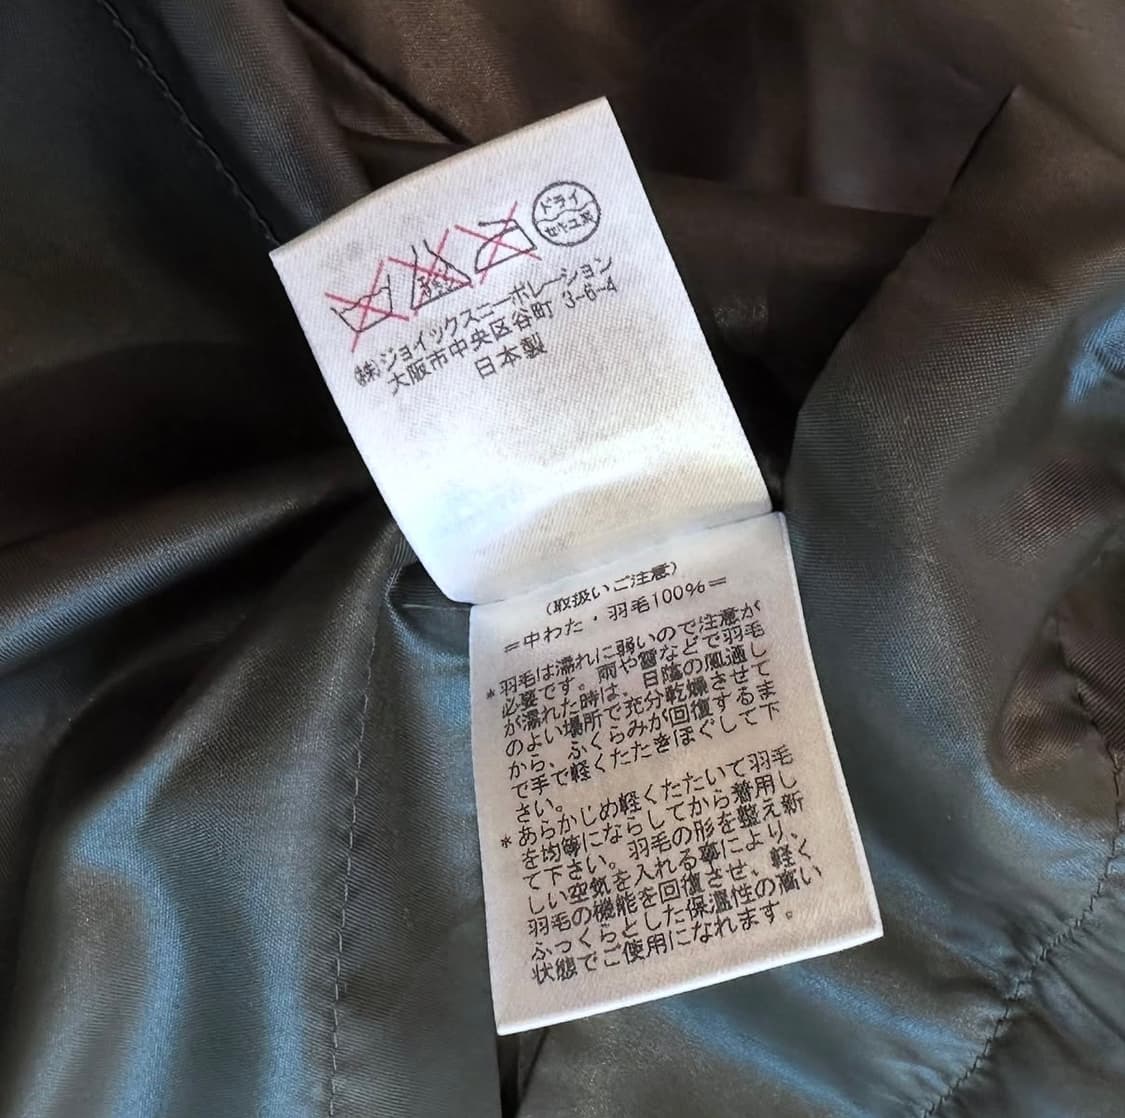 ドライ
セキユ系
(株)ジョイックスコーポレーション
大阪市中央区谷町 3-6-4
日本製
(取扱いご注意)
=中わた・羽毛100%=
*羽毛は濡れに弱いので注意が
必要です。雨や雪などで羽毛
が濡れた時は、日陰の風通し
のよい場所で充分乾燥させて
から、ふくらみが回復するま
で手で軽くたたきほぐして下
さい。
*あらかじめ軽くたたいて羽毛
を均等にならしてから着用し
て下さい。羽毛の形を整え新
しい空気を入れる事により、
羽毛の機能を回復させ、軽く
ふっくらとした保温性の高い
状態でご使用になれます。